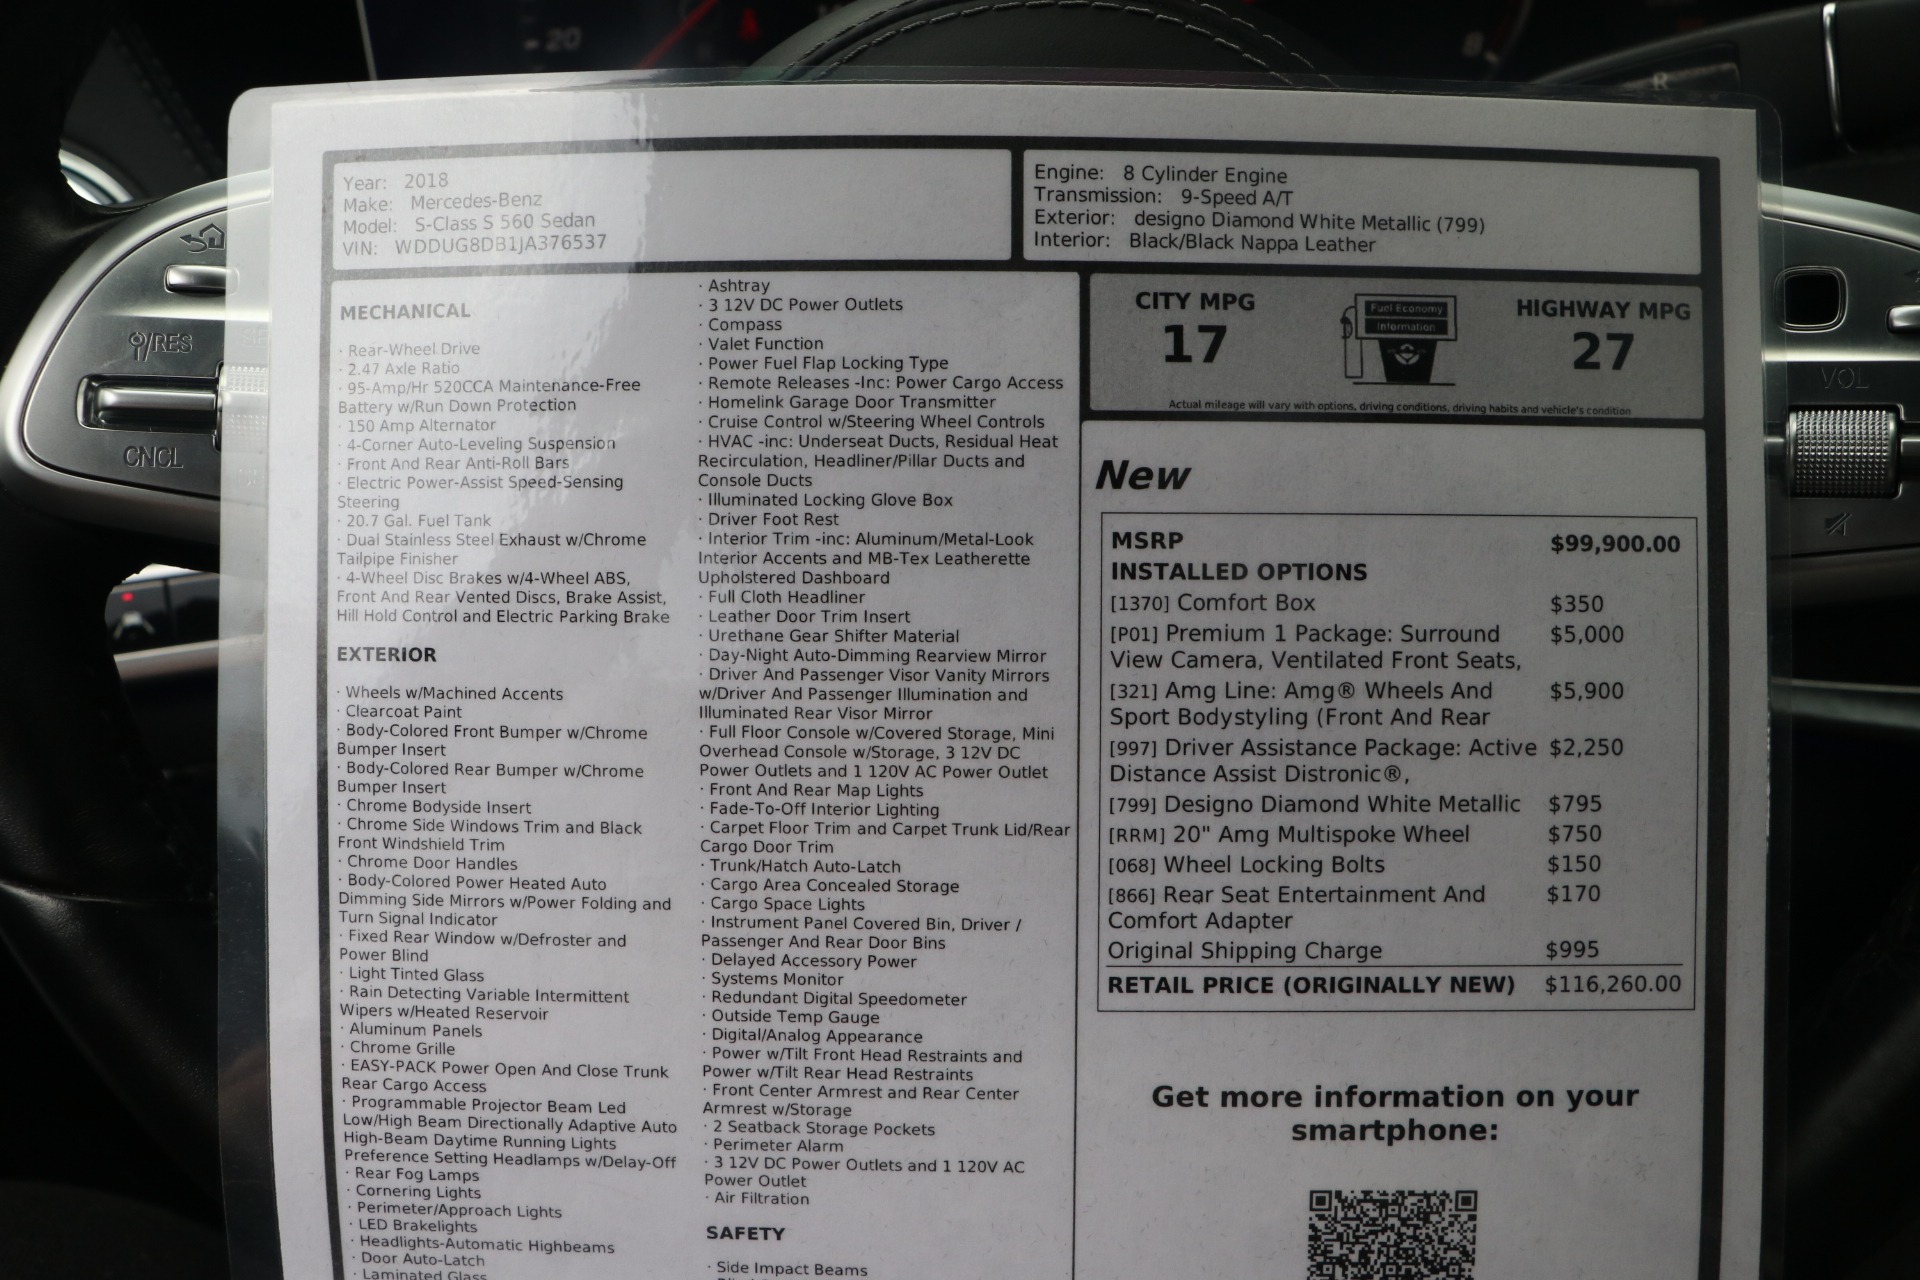 20
8
R
Year: 2018
Make: Mercedes-Benz
Model: S-Class S 560 Sedan
VIN: WDDUG8DB1JA376537
Engine: 8 Cylinder Engine
Transmission: 9-Speed A/T
Exterior: designo Diamond White Metallic (799)
Interior: Black/Black Nappa Leather
/RES
CNCL
VOL
MECHANICAL
· Rear-Wheel Drive
· 2.47 Axle Ratio
· 95-Amp/Hr 520CCA Maintenance-Free
Battery w/Run Down Protection
· 150 Amp Alternator
· 4-Corner Auto-Leveling Suspension
· Front And Rear Anti-Roll Bars
· Electric Power-Assist Speed-Sensing
Steering
· 20.7 Gal. Fuel Tank
· Dual Stainless Steel Exhaust w/Chrome
Tailpipe Finisher
· 4-Wheel Disc Brakes w/4-Wheel ABS,
Front And Rear Vented Discs, Brake Assist,
Hill Hold Control and Electric Parking Brake
EXTERIOR
· Wheels w/Machined Accents
· Clearcoat Paint
· Body-Colored Front Bumper w/Chrome
Bumper Insert
· Body-Colored Rear Bumper w/Chrome
Bumper Insert
· Chrome Bodyside Insert
· Chrome Side Windows Trim and Black
Front Windshield Trim
· Chrome Door Handles
· Body-Colored Power Heated Auto
Dimming Side Mirrors w/Power Folding and
Turn Signal Indicator
· Fixed Rear Window w/Defroster and
Power Blind
· Light Tinted Glass
· Rain Detecting Variable Intermittent
Wipers w/Heated Reservoir
· Aluminum Panels
· Chrome Grille
· EASY-PACK Power Open And Close Trunk
Rear Cargo Access
· Programmable Projector Beam Led
Low/High Beam Directionally Adaptive Auto
High-Beam Daytime Running Lights
Preference Setting Headlamps w/Delay-Off
· Rear Fog Lamps
· Cornering Lights
· Perimeter/Approach Lights
· LED Brakelights
· Headlights-Automatic Highbeams
· Door Auto-Latch
· Laminated Glass
· Ashtray
· 3 12V DC Power Outlets
· Compass
· Valet Function
· Power Fuel Flap Locking Type
· Remote Releases -Inc: Power Cargo Access
· Homelink Garage Door Transmitter
· Cruise Control w/Steering Wheel Controls
· HVAC -inc: Underseat Ducts, Residual Heat
Recirculation, Headliner/Pillar Ducts and
Console Ducts
· Illuminated Locking Glove Box
· Driver Foot Rest
· Interior Trim -inc: Aluminum/Metal-Look
Interior Accents and MB-Tex Leatherette
Upholstered Dashboard
· Full Cloth Headliner
· Leather Door Trim Insert
· Urethane Gear Shifter Material
· Day-Night Auto-Dimming Rearview Mirror
· Driver And Passenger Visor Vanity Mirrors
w/Driver And Passenger Illumination and
Illuminated Rear Visor Mirror
· Full Floor Console w/Covered Storage, Mini
Overhead Console w/Storage, 3 12V DC
Power Outlets and 1 120V AC Power Outlet
· Front And Rear Map Lights
· Fade-To-Off Interior Lighting
· Carpet Floor Trim and Carpet Trunk Lid/Rear
Cargo Door Trim
· Trunk/Hatch Auto-Latch
· Cargo Area Concealed Storage
· Cargo Space Lights
· Instrument Panel Covered Bin, Driver /
Passenger And Rear Door Bins
· Delayed Accessory Power
· Systems Monitor
· Redundant Digital Speedometer
· Outside Temp Gauge
· Digital/Analog Appearance
· Power w/Tilt Front Head Restraints and
Power w/Tilt Rear Head Restraints
· Front Center Armrest and Rear Center
Armrest w/Storage
· 2 Seatback Storage Pockets
· Perimeter Alarm
· 3 12V DC Power Outlets and 1 120V AC
Power Outlet
· Air Filtration
SAFETY
· Side Impact Beams
CITY MPG
17
Fuel Economy
Information
HIGHWAY MPG
27
Actual mileage will vary with options, driving conditions, driving habits and vehicle's condition
New
MSRP $99,900.00
INSTALLED OPTIONS
[1370] Comfort Box $350
[P01] Premium 1 Package: Surround $5,000
View Camera, Ventilated Front Seats,
[321] Amg Line: Amg® Wheels And $5,900
Sport Bodystyling (Front And Rear
[997] Driver Assistance Package: Active $2,250
Distance Assist Distronic®,
[799] Designo Diamond White Metallic $795
[RRM] 20" Amg Multispoke Wheel $750
[068] Wheel Locking Bolts $150
[866] Rear Seat Entertainment And $170
Comfort Adapter
Original Shipping Charge $995
RETAIL PRICE (ORIGINALLY NEW) $116,260.00
Get more information on your
smartphone: